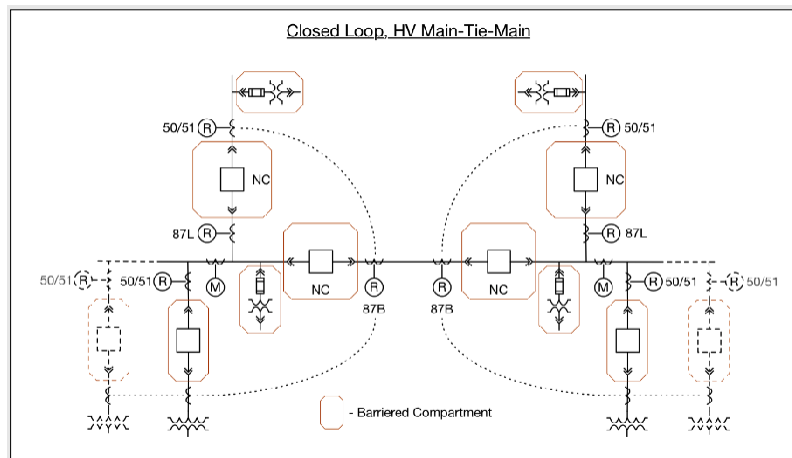 Closed Loop, HV Main-Tie-Main
50/51 R
R 50/51
NC
NC
87L R
R 87L
50/51 R
50/51 R
M
NC
R
87B
R
87B
NC
M
R 50/51
R 50/51
- Barriered Compartment